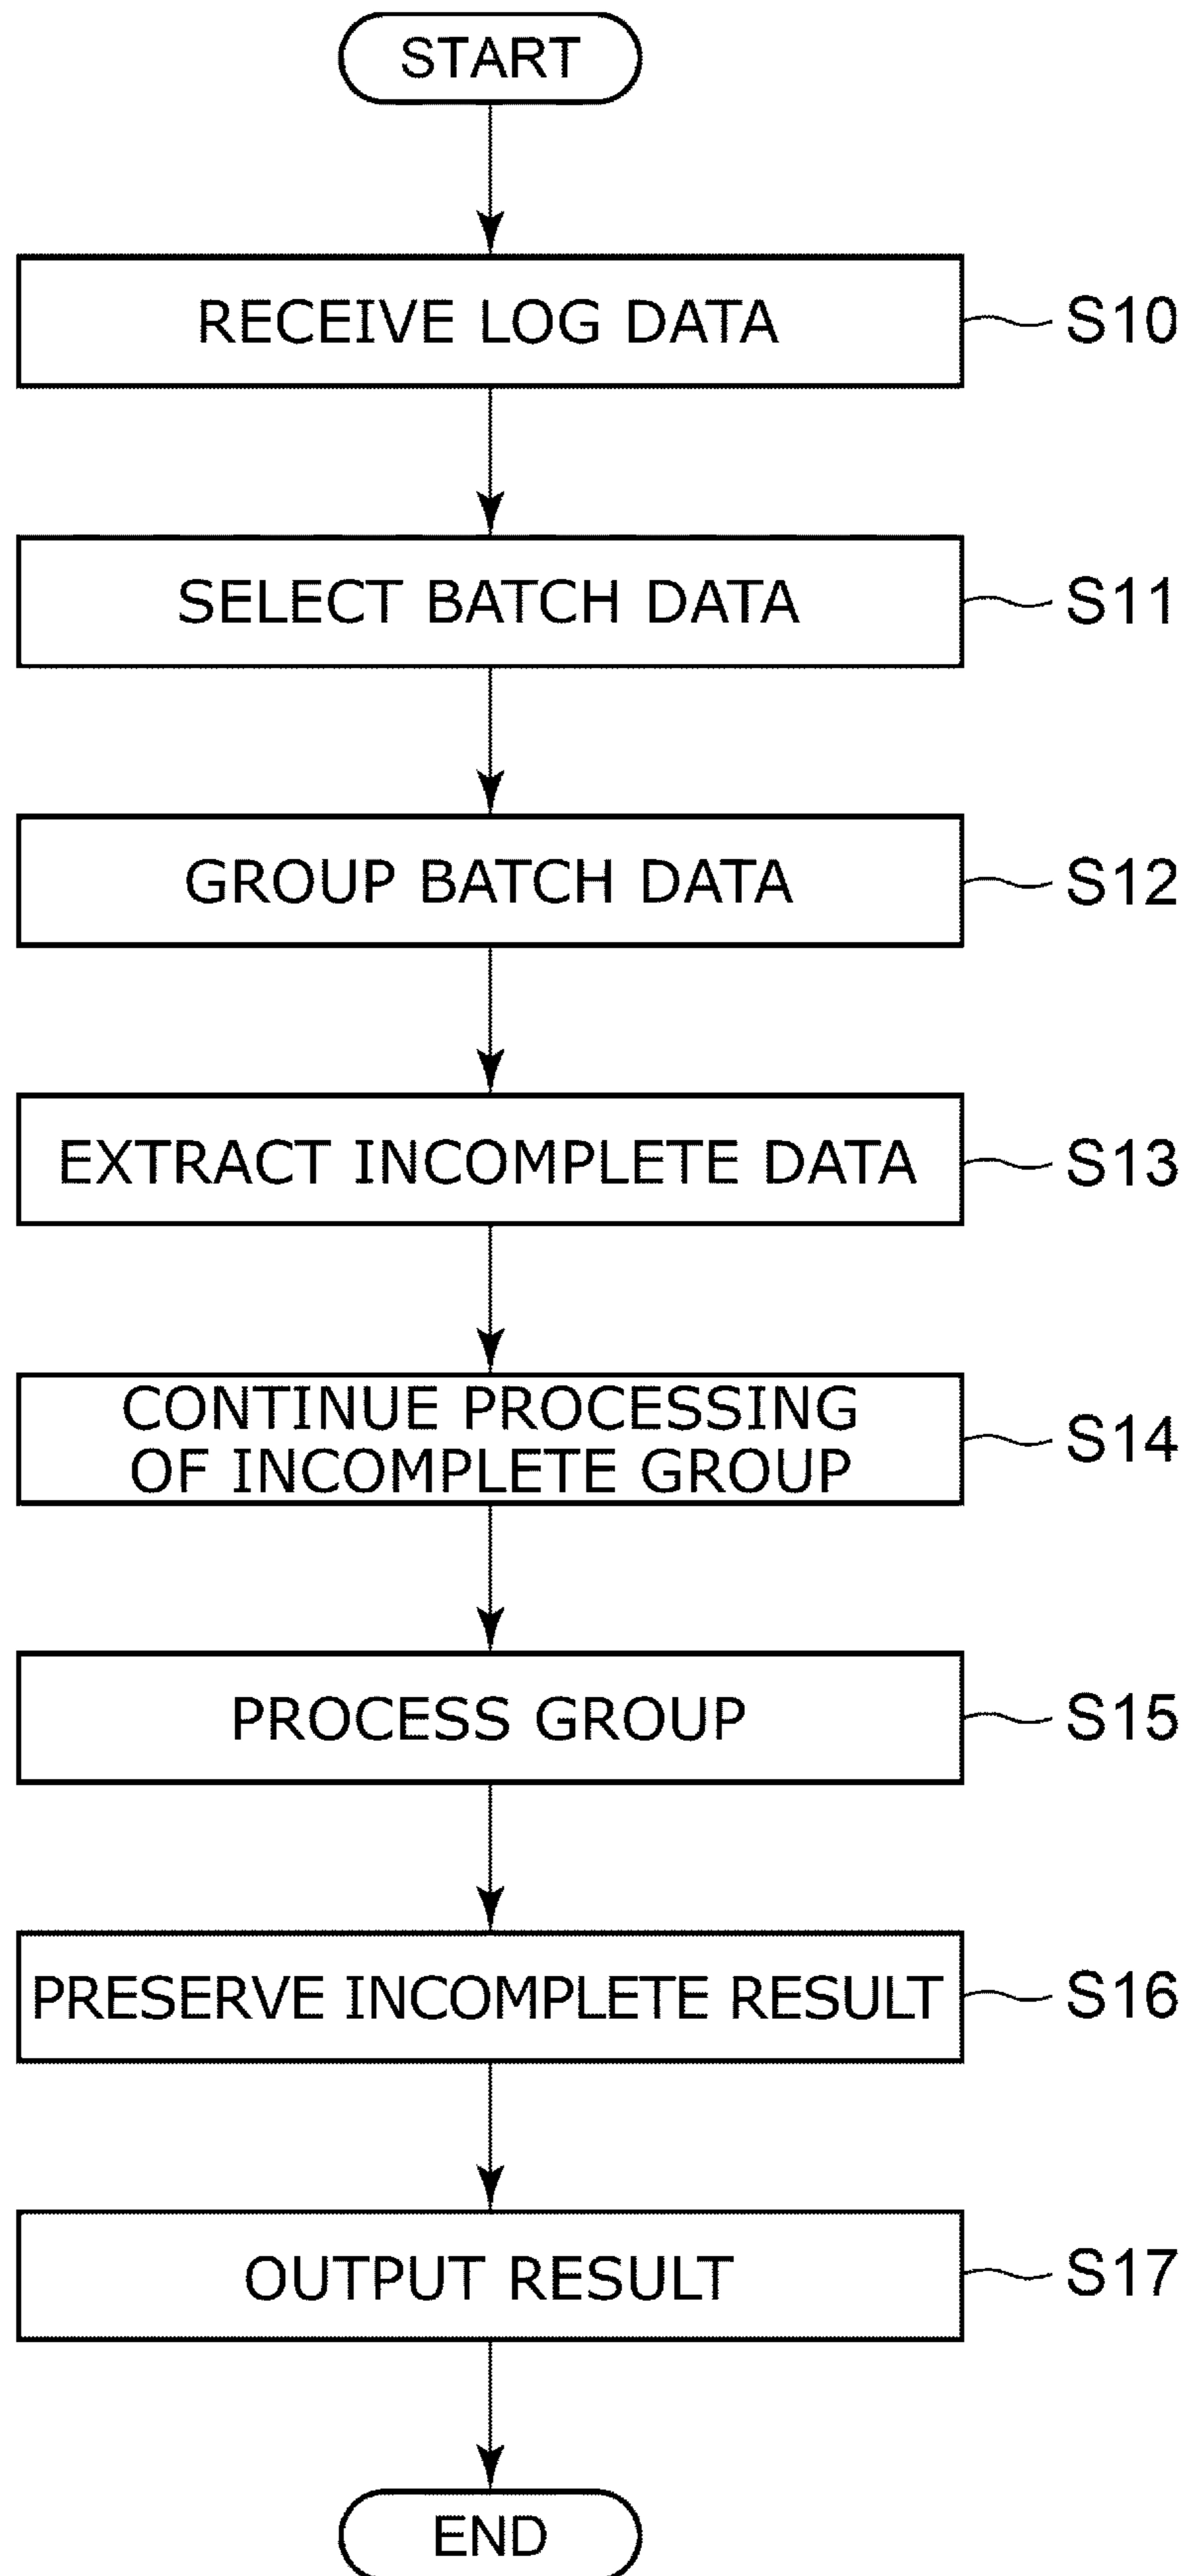 START
RECEIVE LOG DATA
S10
SELECT BATCH DATA
S11
GROUP BATCH DATA
S12
EXTRACT INCOMPLETE DATA
S13
CONTINUE PROCESSING
OF INCOMPLETE GROUP
S14
PROCESS GROUP
S15
PRESERVE INCOMPLETE RESULT
S16
OUTPUT RESULT
S17
END